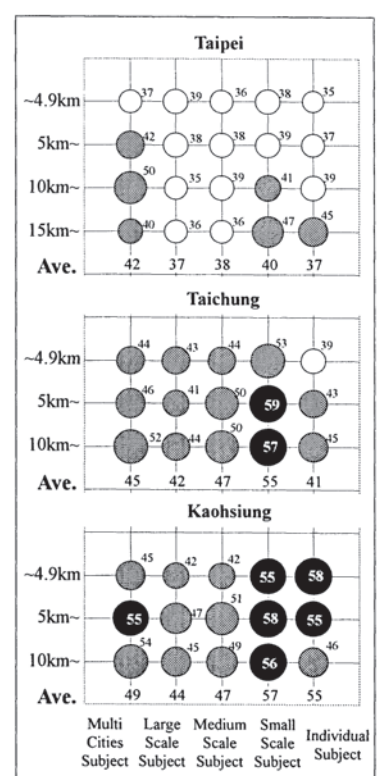 Taipei
~4.9km 37 39 36 38 35
5km~ 42 38 38 39 37
10km~ 50 35 39 41 39
15km~ 40 36 36 47 45
Ave. 42 37 38 40 37
Taichung
~4.9km 44 43 44 53 39
5km~ 46 41 50 59 43
10km~ 52 44 50 57 45
Ave. 45 42 47 55 41
Kaohsiung
~4.9km 45 42 42 55 58
5km~ 55 47 51 58 55
10km~ 54 45 49 56 46
Ave. 49 44 47 57 55
Multi Large Medium Small Individual
Cities Scale Scale Scale Subject
Subject Subject Subject Subject